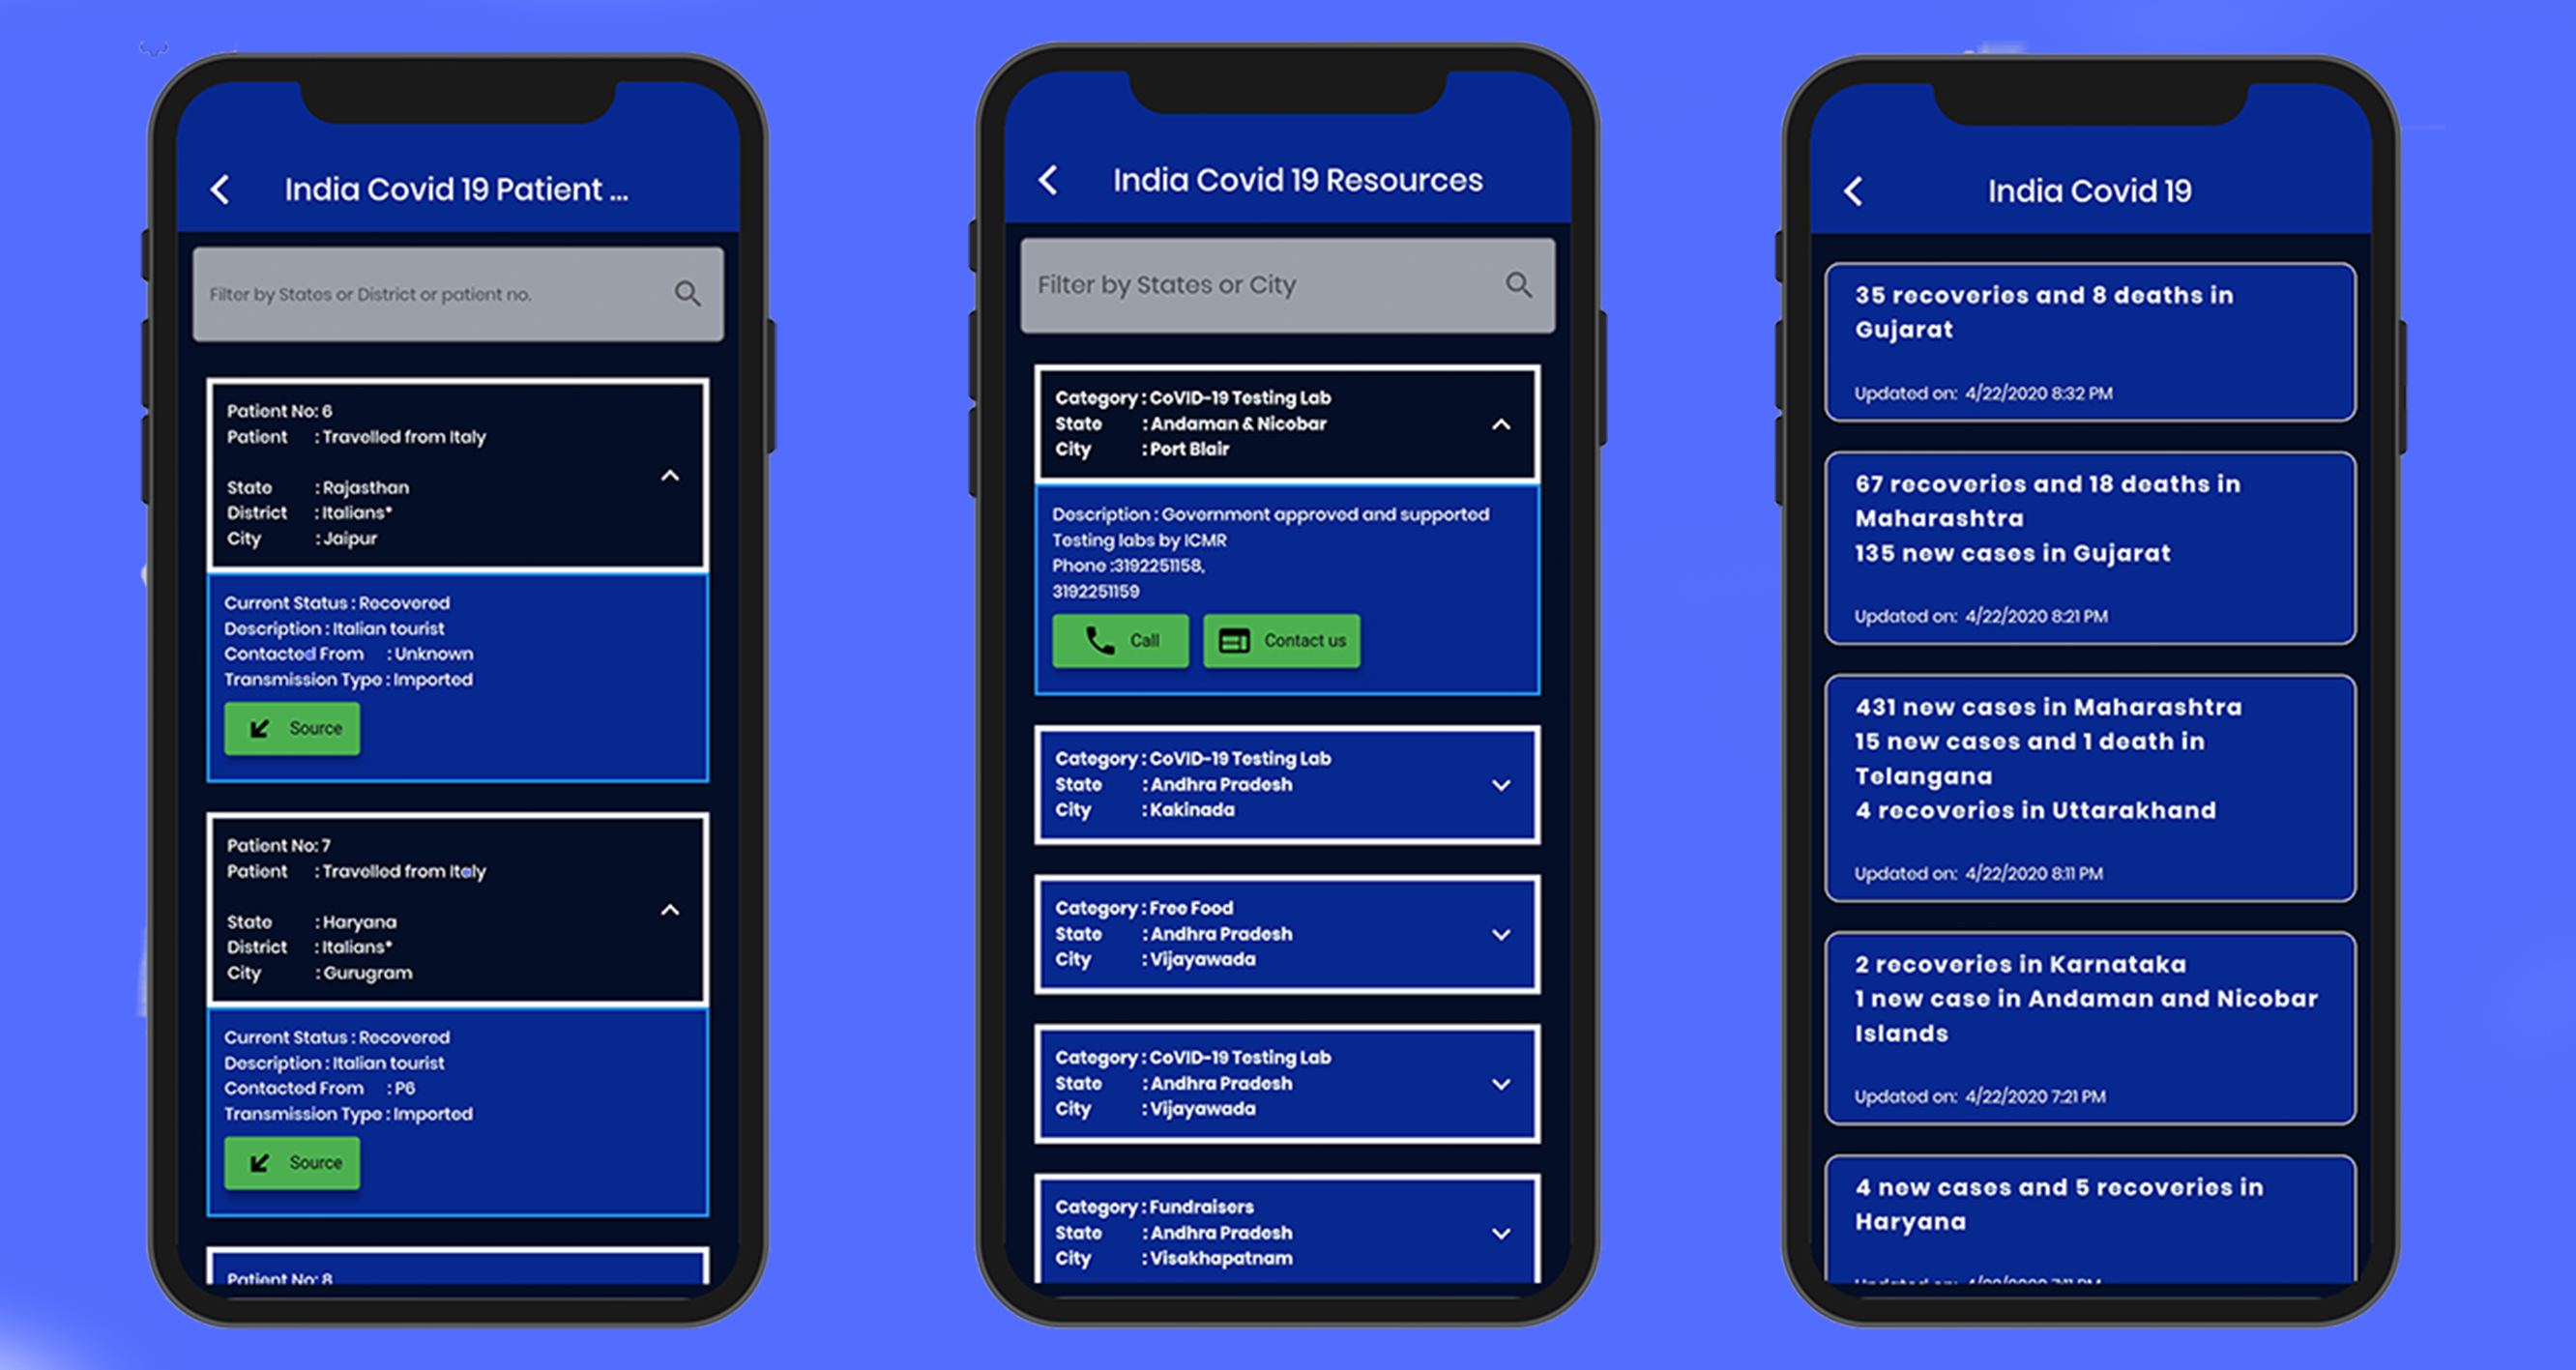 India Covid 19 Patient ...
Filter by States or District or patient no.
Patient No: 6
Patient : Travelled from Italy
State : Rajasthan
District : Italians*
City : Jaipur
Current Status : Recovered
Description : Italian tourist
Contacted From : Unknown
Transmission Type : Imported
Source
Patient No: 7
Patient : Travelled from Italy
State : Haryana
District : Italians*
City : Gurugram
Current Status : Recovered
Description : Italian tourist
Contacted From : P6
Transmission Type : Imported
Source
Patient No: 8
India Covid 19 Resources
Filter by States or City
Category : CoVID-19 Testing Lab
State : Andaman & Nicobar
City : Port Blair
Description : Government approved and supported
Testing labs by ICMR
Phone :3192251158,
3192251159
Call
Contact us
Category : CoVID-19 Testing Lab
State : Andhra Pradesh
City : Kakinada
Category : Free Food
State : Andhra Pradesh
City : Vijayawada
Category : CoVID-19 Testing Lab
State : Andhra Pradesh
City : Vijayawada
Category : Fundraisers
State : Andhra Pradesh
City : Visakhapatnam
India Covid 19
35 recoveries and 8 deaths in
Gujarat
Updated on: 4/22/2020 8:32 PM
67 recoveries and 18 deaths in
Maharashtra
135 new cases in Gujarat
Updated on: 4/22/2020 8:21 PM
431 new cases in Maharashtra
15 new cases and 1 death in
Telangana
4 recoveries in Uttarakhand
Updated on: 4/22/2020 8:11 PM
2 recoveries in Karnataka
1 new case in Andaman and Nicobar
Islands
Updated on: 4/22/2020 7:21 PM
4 new cases and 5 recoveries in
Haryana